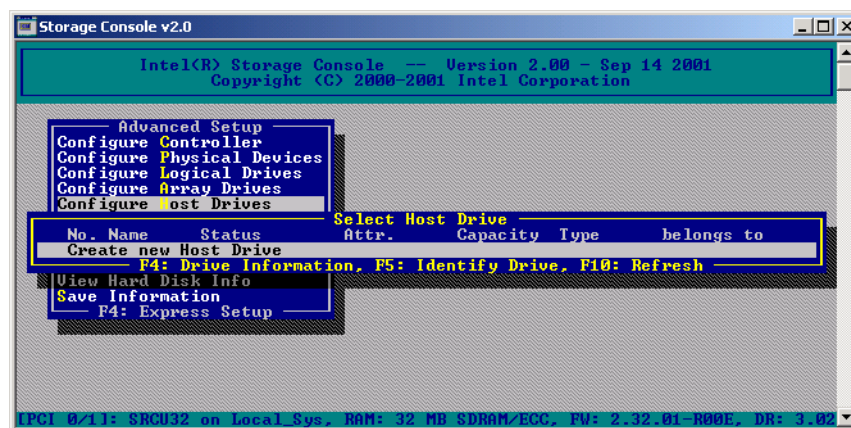 Storage Console v2.0
Intel(R) Storage Console -- Version 2.00 - Sep 14 2001
Copyright (C) 2000-2001 Intel Corporation
Advanced Setup
Configure Controller
Configure Physical Devices
Configure Logical Drives
Configure Array Drives
Configure Host Drives
Select Host Drive
No. Name Status Attr. Capacity Type belongs to
Create new Host Drive
F4: Drive Information, F5: Identify Drive, F10: Refresh
View Hard Disk Info
Save Information
F4: Express Setup
[PCI 0/1]: SRCU32 on Local_Sys, RAM: 32 MB SDRAM/ECC, FW: 2.32.01-R00E, DR: 3.02